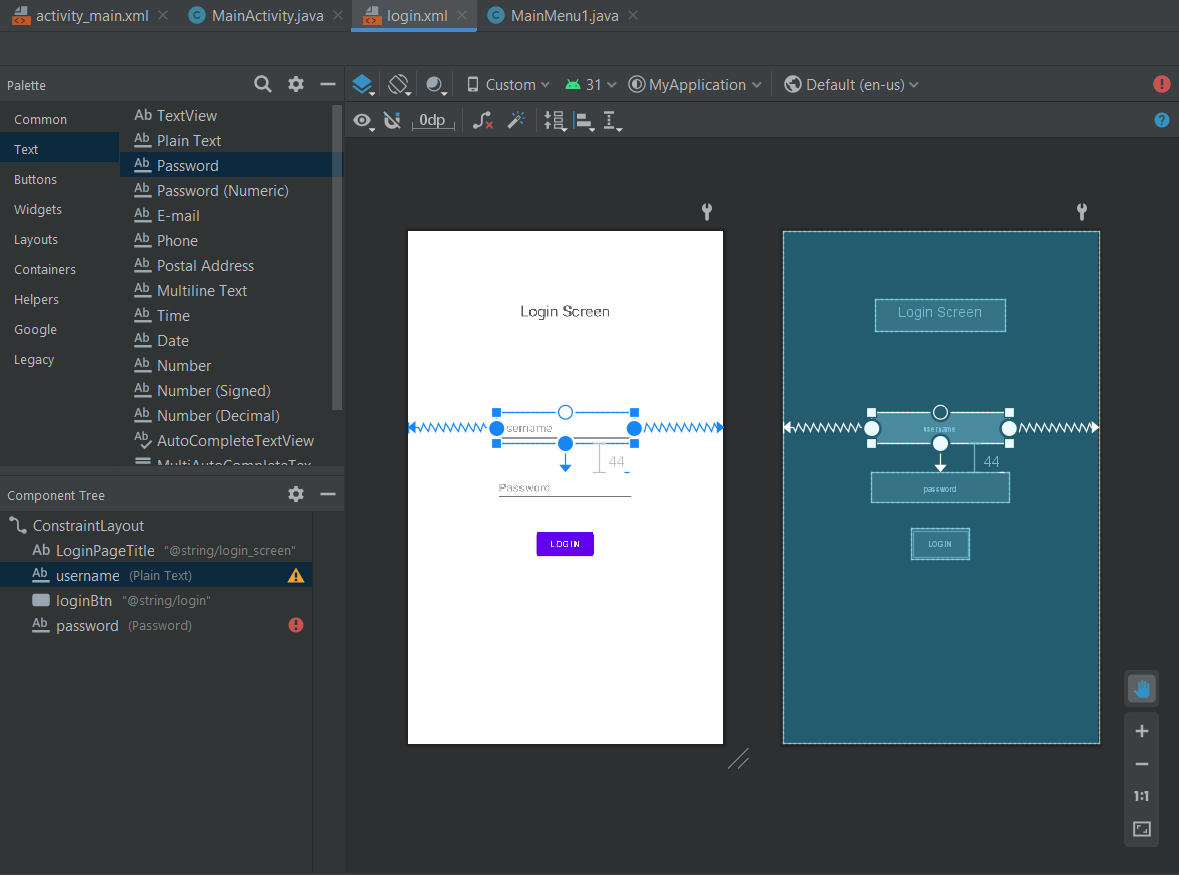 activity_main.xml MainActivity.java login.xml MainMenu1.java
Palette
Custom 31 MyApplication Default (en-us)
0dp
Common
Text
Buttons
Widgets
Layouts
Containers
Helpers
Google
Legacy
Ab TextView
Ab Plain Text
Ab Password
Ab Password (Numeric)
Ab E-mail
Ab Phone
Ab Postal Address
Ab Multiline Text
Ab Time
Ab Date
Ab Number
Ab Number (Signed)
Ab Number (Decimal)
Ab AutoCompleteTextView
MultiAutoCompleteTex
Component Tree
ConstraintLayout
Ab LoginPageTitle "@string/login_screen"
Ab username (Plain Text)
loginBtn "@string/login"
Ab password (Password)
Login Screen
sername
44
Password
LOGIN
Login Screen
username
44
password
LOGIN
1:1